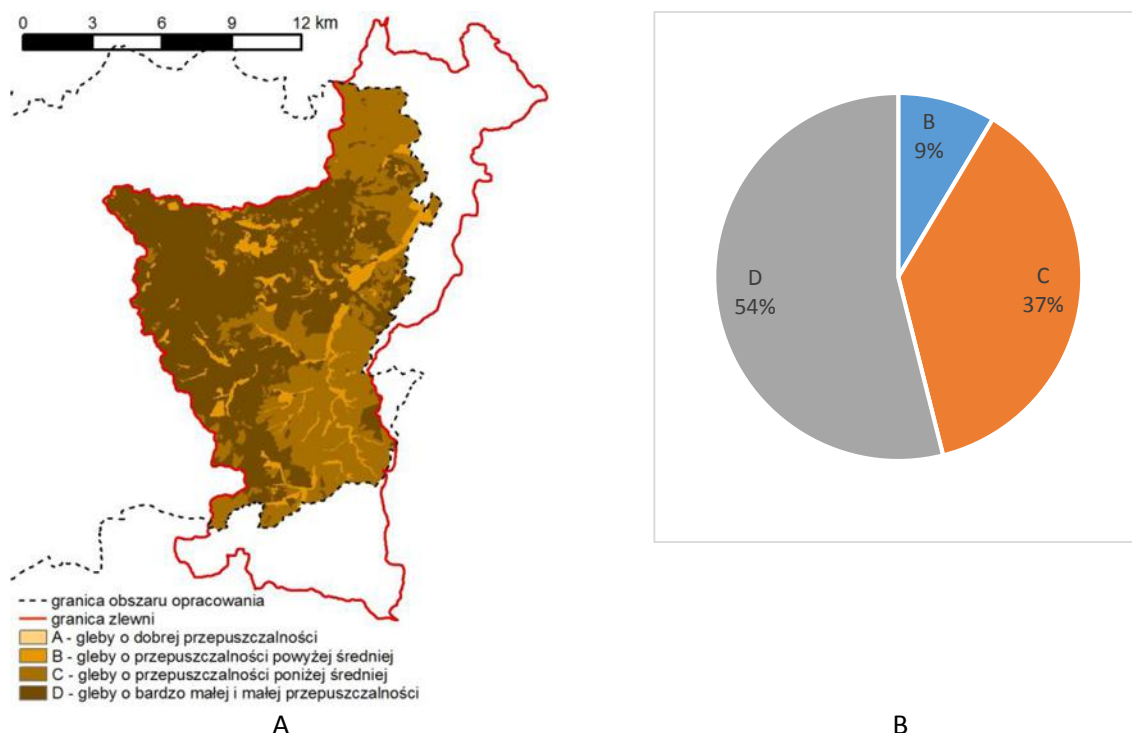 0 3 6 9 12 km
granica obszaru opracowania
granica zlewni
A - gleby o dobrej przepuszczalności
B - gleby o przepuszczalności powyżej średniej
C - gleby o przepuszczalności poniżej średniej
D - gleby o bardzo małej i małej przepuszczalności
A
B
9%
C
37%
D
54%
B